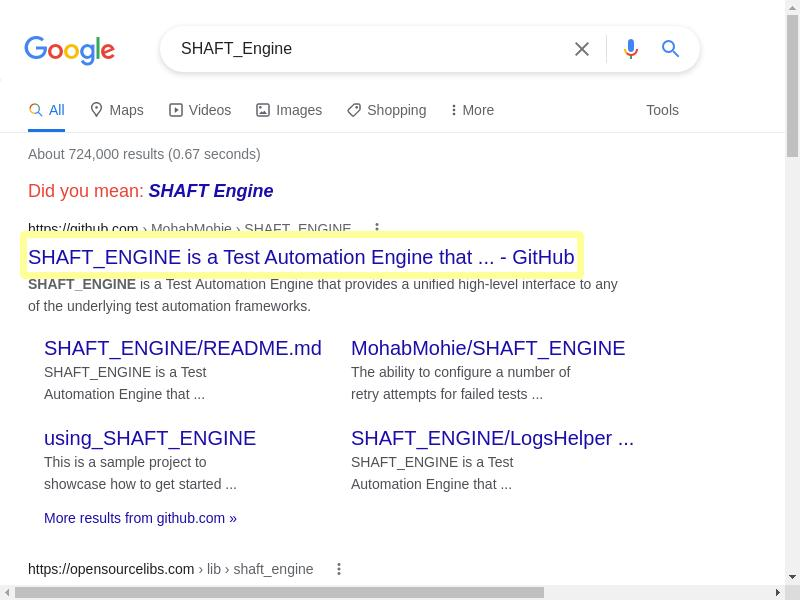 Google
SHAFT_Engine
All Maps Videos Images Shopping More Tools
About 724,000 results (0.67 seconds)
Did you mean: SHAFT Engine
https://github.com › MohabMohie › SHAFT_ENGINE
SHAFT_ENGINE is a Test Automation Engine that ... - GitHub
SHAFT_ENGINE is a Test Automation Engine that provides a unified high-level interface to any
of the underlying test automation frameworks.
SHAFT_ENGINE/README.md
SHAFT_ENGINE is a Test
Automation Engine that ...
MohabMohie/SHAFT_ENGINE
The ability to configure a number of
retry attempts for failed tests ...
using_SHAFT_ENGINE
This is a sample project to
showcase how to get started ...
SHAFT_ENGINE/LogsHelper ...
SHAFT_ENGINE is a Test
Automation Engine that ...
More results from github.com »
https://opensourcelibs.com › lib › shaft_engine